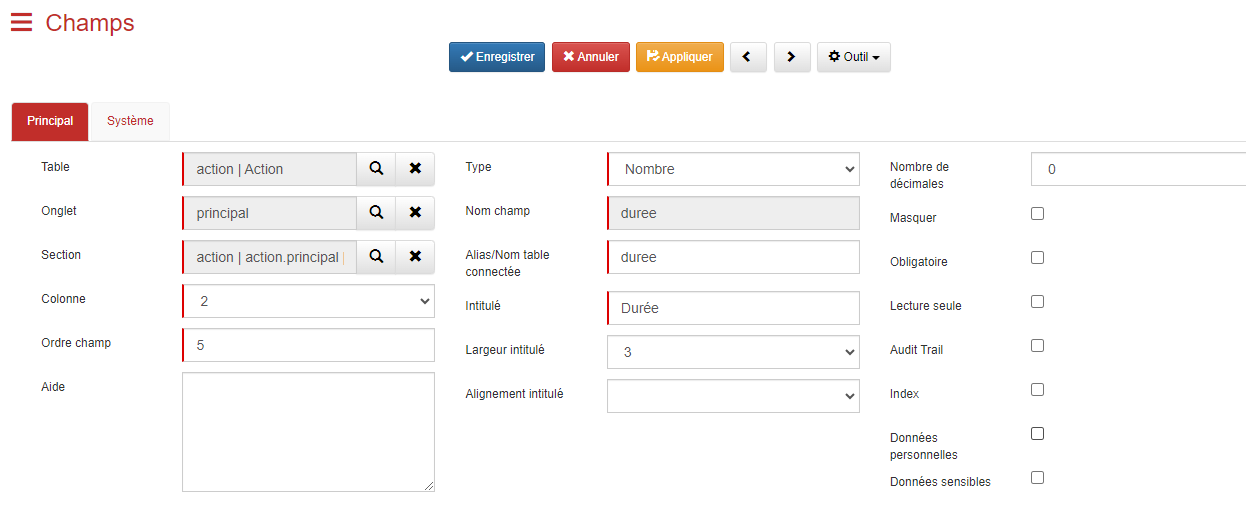 Champs
Enregistrer
Annuler
Appliquer
Outil
Principal
Système
Table
action | Action
Onglet
principal
Section
action | action.principal |
Colonne
2
Ordre champ
5
Aide
Type
Nombre
Nom champ
duree
Alias/Nom table
connectée
duree
Intitulé
Durée
Largeur intitulé
3
Alignement intitulé
Nombre de
décimales
0
Masquer
Obligatoire
Lecture seule
Audit Trail
Index
Données
personnelles
Données sensibles